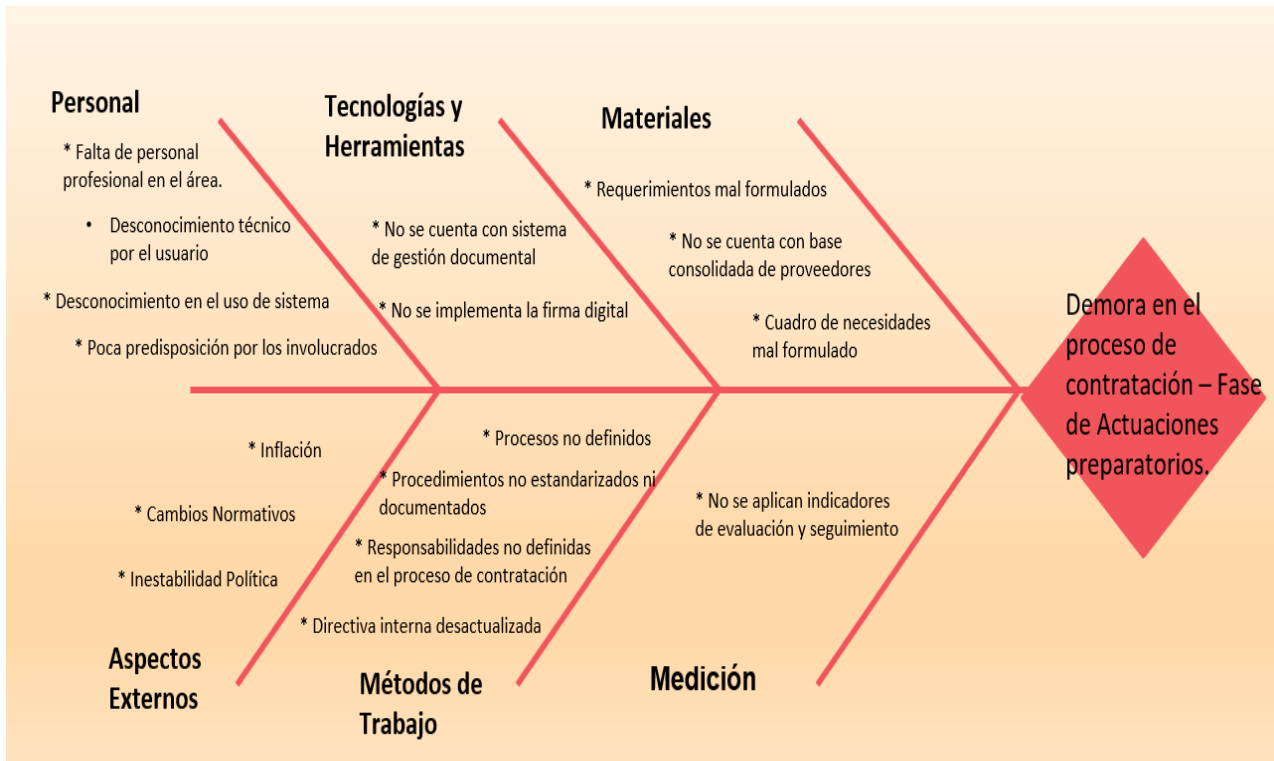 Personal
* Falta de personal
profesional en el área.
• Desconocimiento técnico
por el usuario
* Desconocimiento en el uso de sistema
* Poca predisposición por los involucrados
Tecnologías y
Herramientas
* No se cuenta con sistema
de gestión documental
* No se implementa la firma digital
Materiales
* Requerimientos mal formulados
* No se cuenta con base
consolidada de proveedores
* Cuadro de necesidades
mal formulado
Demora en el
proceso de
contratación – Fase
de Actuaciones
preparatorios.
* Inflación
* Cambios Normativos
* Inestabilidad Política
Aspectos
Externos
* Procesos no definidos
* Procedimientos no estandarizados ni
documentados
* Responsabilidades no definidas
en el proceso de contratación
* Directiva interna desactualizada
Métodos de
Trabajo
* No se aplican indicadores
de evaluación y seguimiento
Medición